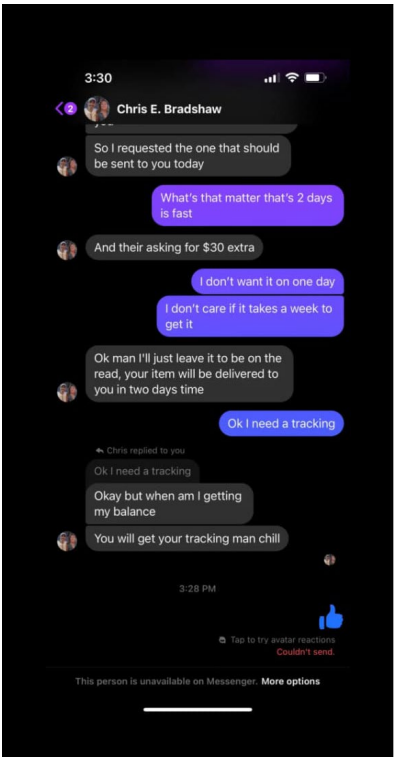 3:30
2
Chris E. Bradshaw
So I requested the one that should
be sent to you today
What's that matter that's 2 days
is fast
And their asking for $30 extra
I don't want it on one day
I don't care if it takes a week to
get it
Ok man I'll just leave it to be on the
read, your item will be delivered to
you in two days time
Ok I need a tracking
Chris replied to you
Ok I need a tracking
Okay but when am I getting
my balance
You will get your tracking man chill
3:28 PM
Tap to try avatar reactions
Couldn't send.
This person is unavailable on Messenger. More options